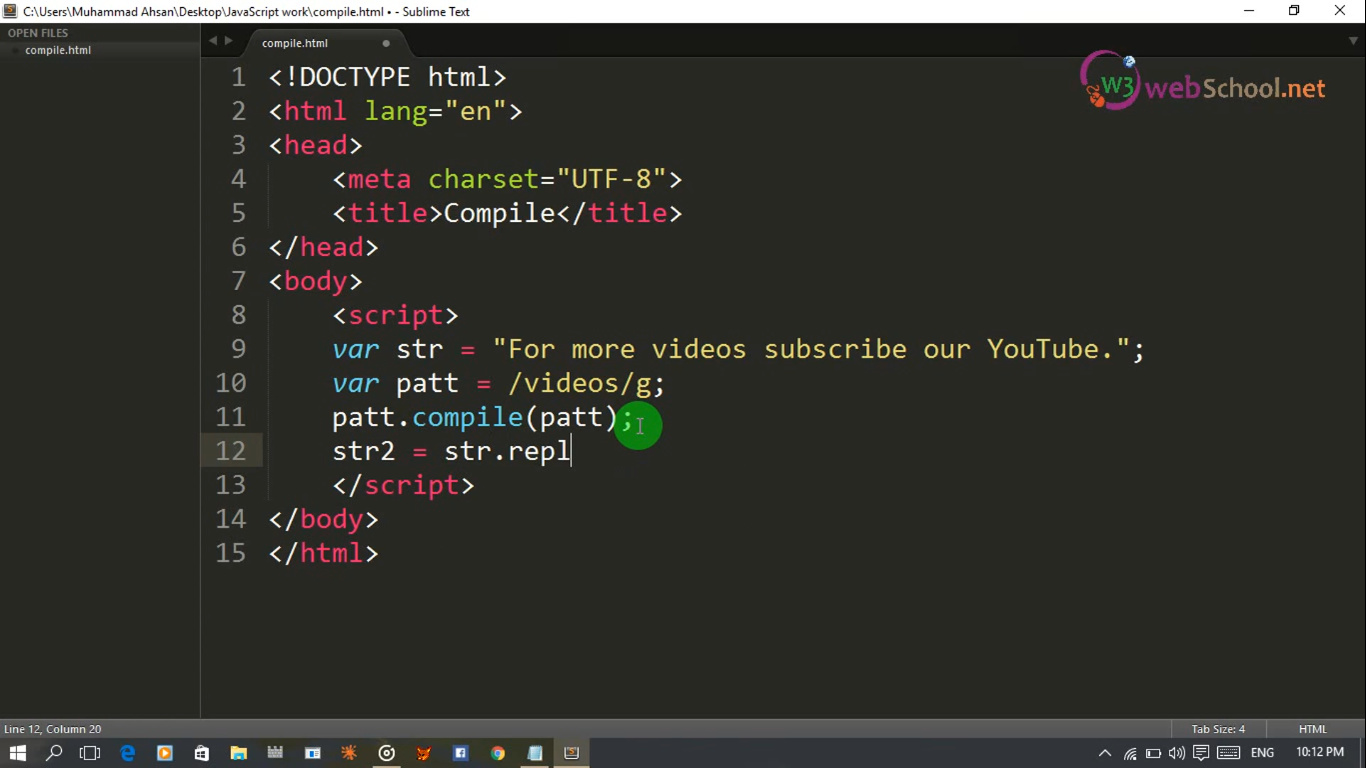 C:\Users\Muhammad Ahsan\Desktop\JavaScript work\compile.html • - Sublime Text
OPEN FILES
compile.html
compile.html
W3 webSchool.net
1 <!DOCTYPE html>
2 <html lang="en">
3 <head>
4 <meta charset="UTF-8">
5 <title>Compile</title>
6 </head>
7 <body>
8 <script>
9 var str = "For more videos subscribe our YouTube.";
10 var patt = /videos/g;
11 patt.compile(patt);
12 str2 = str.repl
13 </script>
14 </body>
15 </html>
Line 12, Column 20
Tab Size: 4
HTML
ENG
10:12 PM